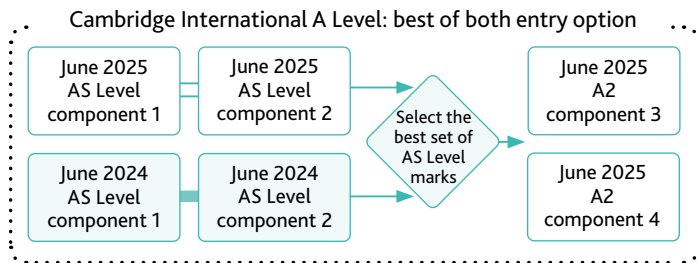 Cambridge International A Level: best of both entry option
June 2025
AS Level
component 1
June 2025
AS Level
component 2
June 2024
AS Level
component 1
June 2024
AS Level
component 2
Select the
best set of
AS Level
marks
June 2025
A2
component 3
June 2025
A2
component 4